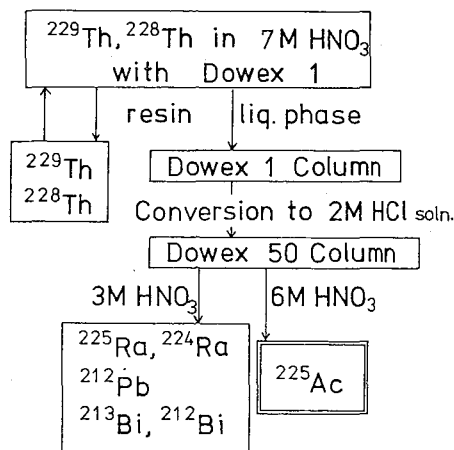 ²²⁹Th, ²²⁸Th in 7M HNO₃
with Dowex 1
resin liq. phase
²²⁹Th
²²⁸Th
Dowex 1 Column
Conversion to 2M HCl soln.
Dowex 50 Column
3M HNO₃ 6M HNO₃
²²⁵Ra, ²²⁴Ra
²¹²Pb
²¹³Bi, ²¹²Bi
²²⁵Ac